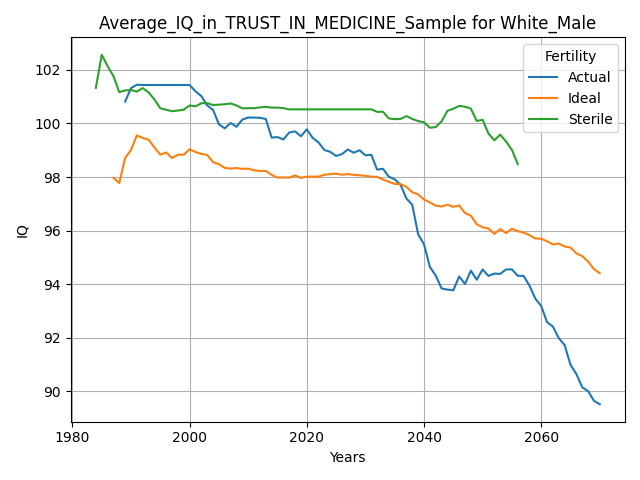 Average_IQ_in_TRUST_IN_MEDICINE_Sample for White_Male
Fertility
Actual
Ideal
Sterile
IQ
102
100
98
96
94
92
90
1980
2000
2020
2040
2060
Years